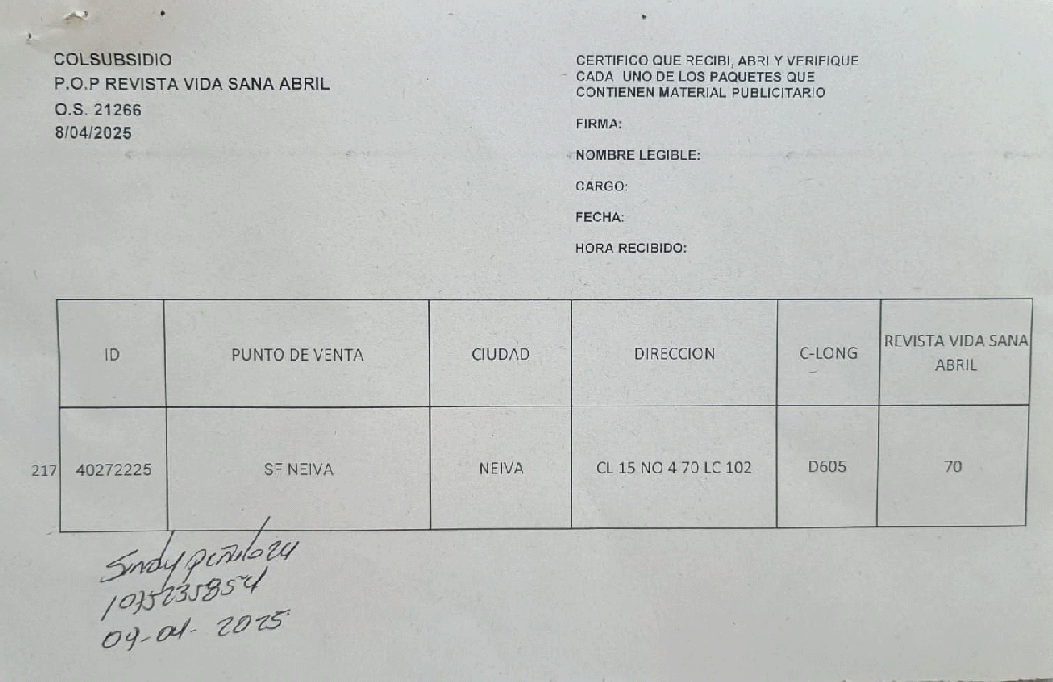 COLSUBSIDIO
P.O.P REVISTA VIDA SANA ABRIL
O.S. 21266
8/04/2025
CERTIFICO QUE RECIBI, ABRI Y VERIFIQUE
CADA UNO DE LOS PAQUETES QUE
CONTIENEN MATERIAL PUBLICITARIO
FIRMA:
NOMBRE LEGIBLE:
CARGO:
FECHA:
HORA RECIBIDO:
ID PUNTO DE VENTA CIUDAD DIRECCION C-LONG REVISTA VIDA SANA
ABRIL
217 40272225 SF NEIVA NEIVA CL 15 NO 4 70 LC 102 D605 70
1075235854
09-04-2025